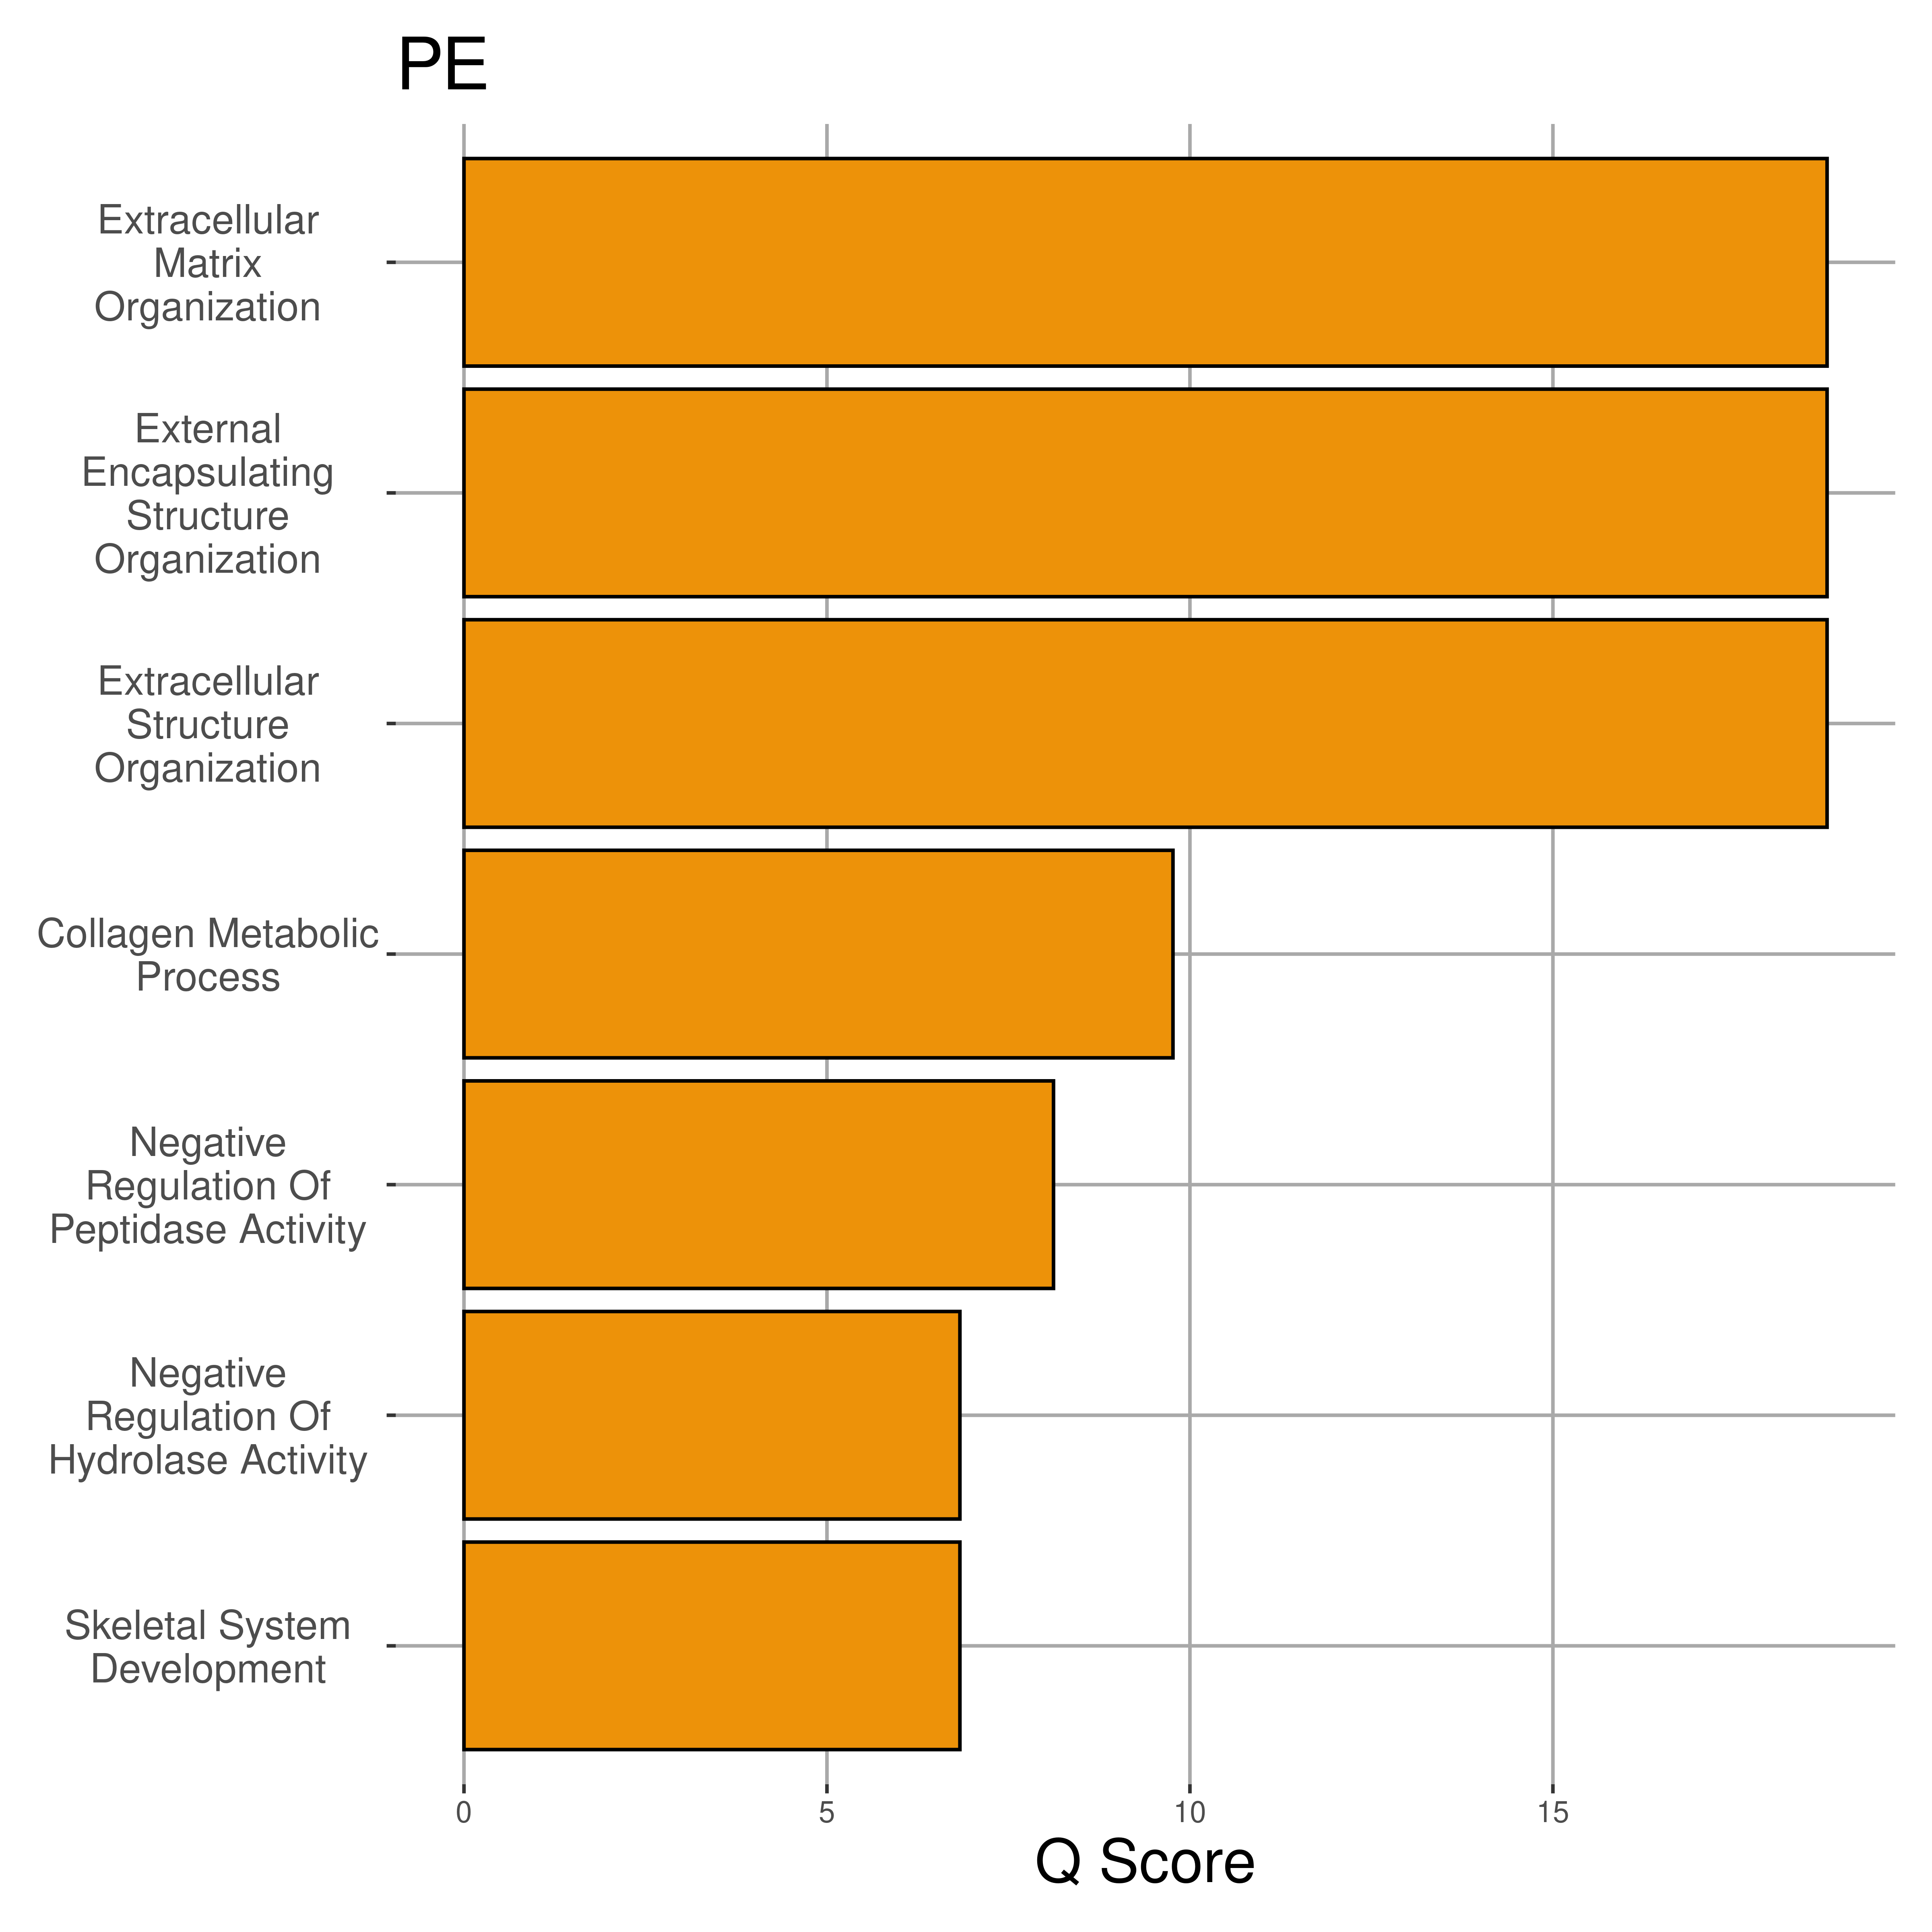 PE
Extracellular
Matrix
Organization
External
Encapsulating
Structure
Organization
Extracellular
Structure
Organization
Collagen Metabolic
Process
Negative
Regulation Of
Peptidase Activity
Negative
Regulation Of
Hydrolase Activity
Skeletal System
Development
0 5 10 15
Q Score